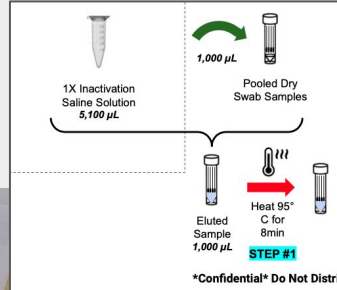 1,000 µL
1X Inactivation
Saline Solution
5,100 µL
Pooled Dry
Swab Samples
Eluted
Sample
1,000 µL
Heat 95°
C for
8min
STEP #1
*Confidential* Do Not Distri